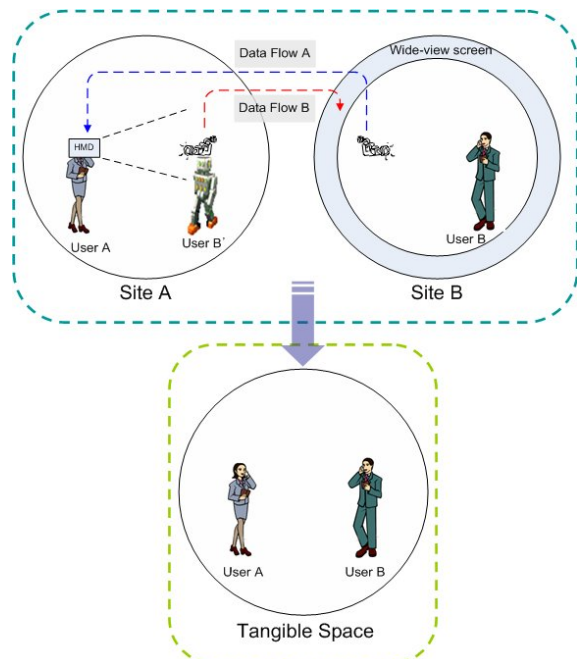 Data Flow A
Wide-view screen
Data Flow B
HMD
User A
User B'
User B
Site A
Site B
User A
User B
Tangible Space